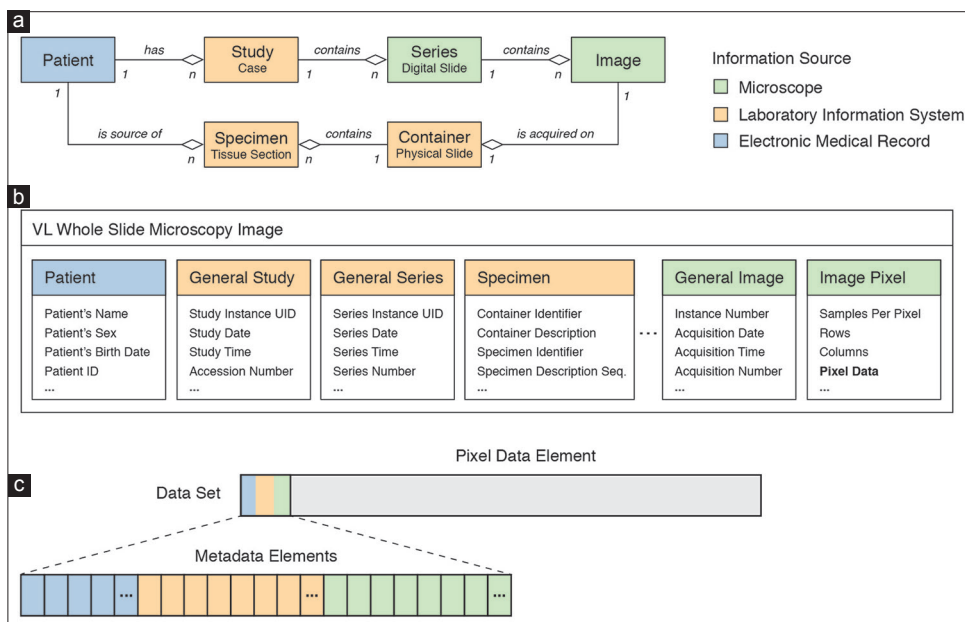 a
Patient
has
1
n
Study
Case
contains
1
n
Series
Digital Slide
contains
1
n
Image
1
is source of
n
Specimen
Tissue Section
contains
n
1
Container
Physical Slide
is acquired on
1
1
Information Source
Microscope
Laboratory Information System
Electronic Medical Record
b
VL Whole Slide Microscopy Image
Patient
Patient's Name
Patient's Sex
Patient's Birth Date
Patient ID
...
General Study
Study Instance UID
Study Date
Study Time
Accession Number
...
General Series
Series Instance UID
Series Date
Series Time
Series Number
...
Specimen
Container Identifier
Container Description
Specimen Identifier
Specimen Description Seq.
...
...
General Image
Instance Number
Acquisition Date
Acquisition Time
Acquisition Number
...
Image Pixel
Samples Per Pixel
Rows
Columns
Pixel Data
...
c
Pixel Data Element
Data Set
Metadata Elements
... ... ...